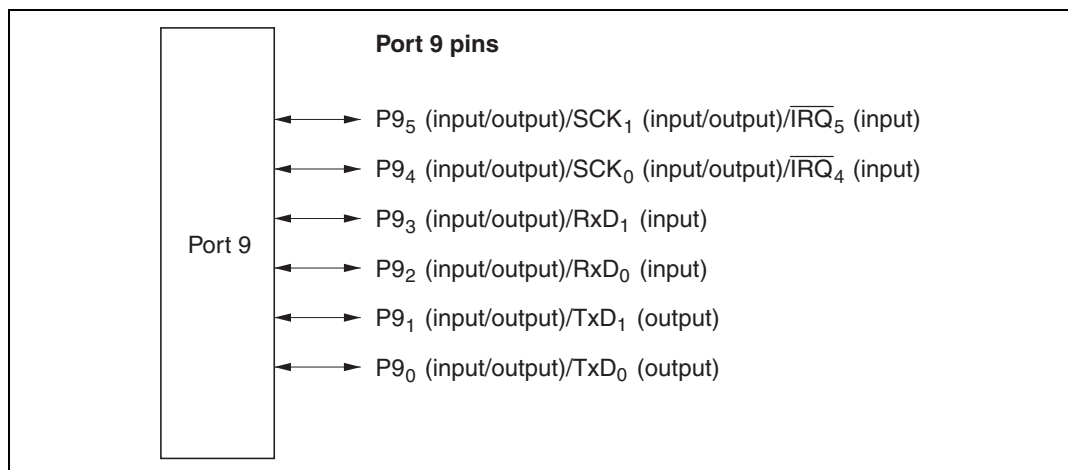 Port 9 pins
P9₅ (input/output)/SCK₁ (input/output)/I̅R̅Q̅₅ (input)
P9₄ (input/output)/SCK₀ (input/output)/I̅R̅Q̅₄ (input)
P9₃ (input/output)/RxD₁ (input)
Port 9
P9₂ (input/output)/RxD₀ (input)
P9₁ (input/output)/TxD₁ (output)
P9₀ (input/output)/TxD₀ (output)